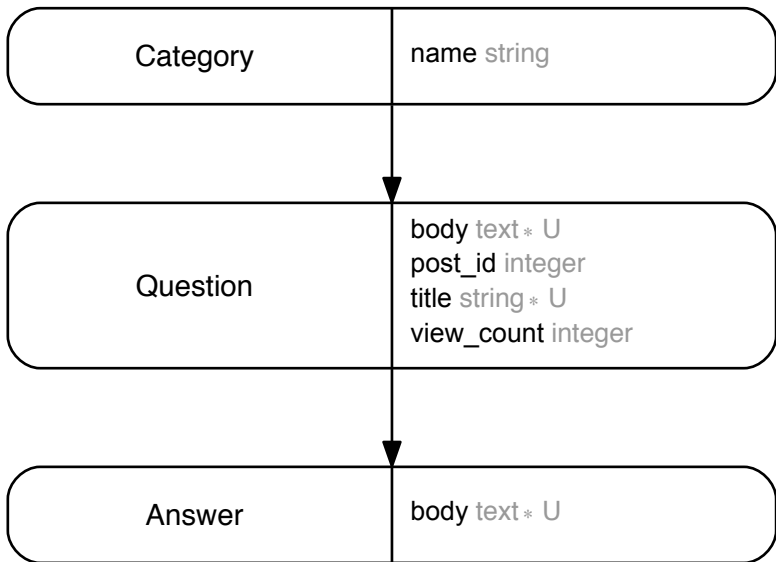 Category
name string
Question
body text ∗ U
post_id integer
title string ∗ U
view_count integer
Answer
body text ∗ U